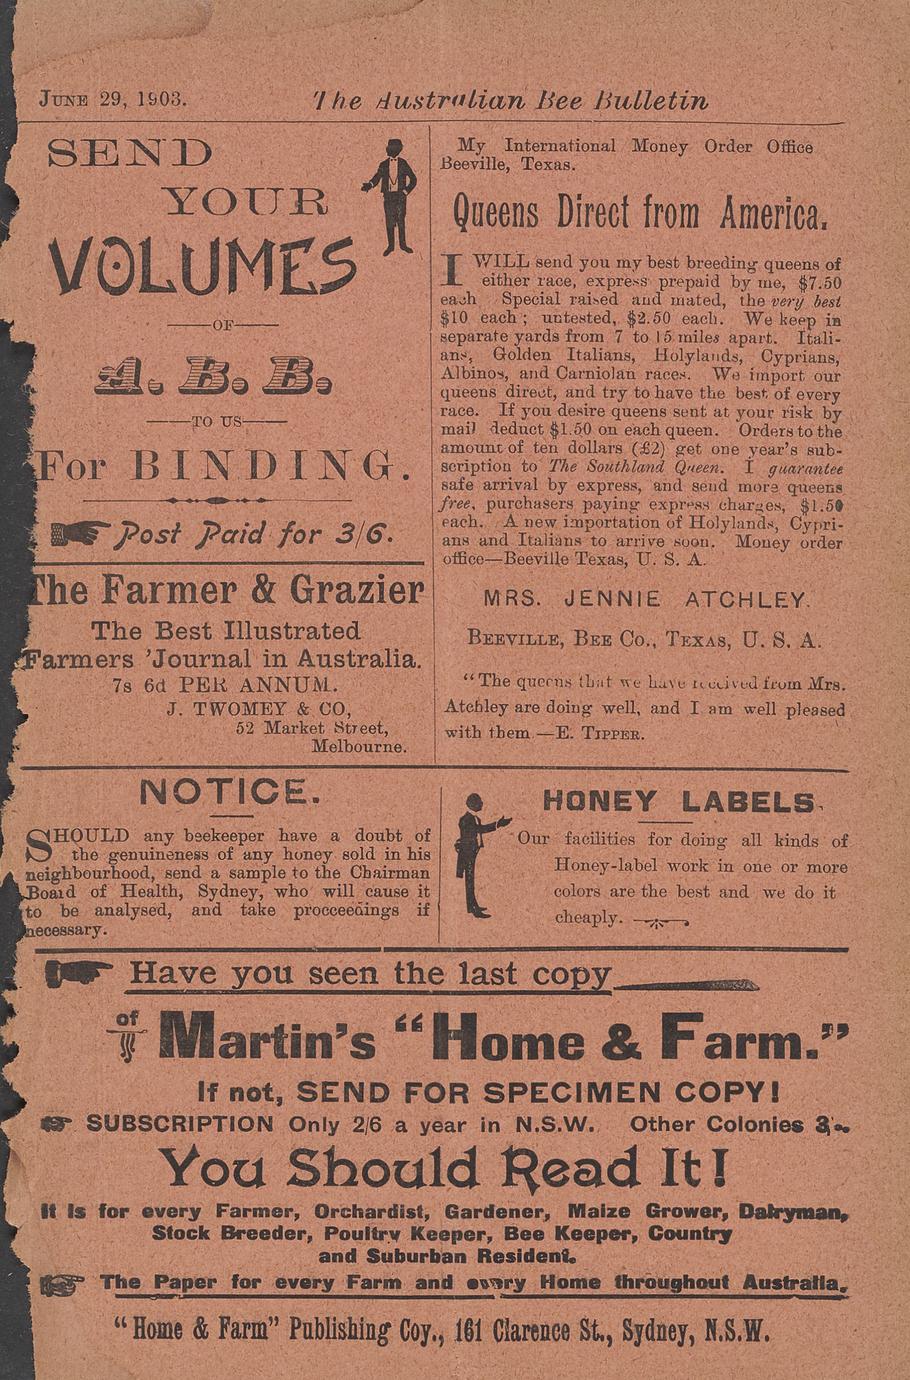 JUNE 29, 1903. The Australian Bee Bulletin
SEND
YOUR
VOLUMES
OF
A. B. B.
TO US
For BINDING.
Post Paid for 3/6.
The Farmer & Grazier
The Best Illustrated
Farmers 'Journal in Australia.
7s 6d PER ANNUM.
J. TWOMEY & CO,
52 Market Street,
Melbourne.
My International Money Order Office
Beeville, Texas.
Queens Direct from America.
I WILL send you my best breeding queens of
either race, express prepaid by me, $7.50
each Special raised and mated, the very best
$10 each; untested, $2.50 each. We keep in
separate yards from 7 to 15 miles apart. Itali-
ans, Golden Italians, Holylands, Cyprians,
Albinos, and Carniolan races. We import our
queens direct, and try to have the best of every
race. If you desire queens sent at your risk by
mail deduct $1.50 on each queen. Orders to the
amount of ten dollars (£2) get one year's sub-
scription to The Southland Queen. I guarantee
safe arrival by express, and send more queens
free, purchasers paying express charges, $1.50
each. A new importation of Holylands, Cypri-
ans and Italians to arrive soon. Money order
office—Beeville Texas, U. S. A.
MRS. JENNIE ATCHLEY.
BEEVILLE, BEE CO., TEXAS, U. S. A.
"The queens that we have received from Mrs.
Atchley are doing well, and I am well pleased
with them.—E. TIPPER.
NOTICE.
SHOULD any beekeeper have a doubt of
the genuineness of any honey sold in his
neighbourhood, send a sample to the Chairman
Board of Health, Sydney, who will cause it
to be analysed, and take procceedings if
necessary.
HONEY LABELS.
Our facilities for doing all kinds of
Honey-label work in one or more
colors are the best and we do it
cheaply.
Have you seen the last copy
of Martin's "Home & Farm."
If not, SEND FOR SPECIMEN COPY!
SUBSCRIPTION Only 2/6 a year in N.S.W. Other Colonies 3/-
You Should Read It!
It Is for every Farmer, Orchardist, Gardener, Maize Grower, Dairyman,
Stock Breeder, Poultry Keeper, Bee Keeper, Country
and Suburban Resident.
The Paper for every Farm and every Home throughout Australia.
"Home & Farm" Publishing Coy., 161 Clarence St., Sydney, N.S.W.